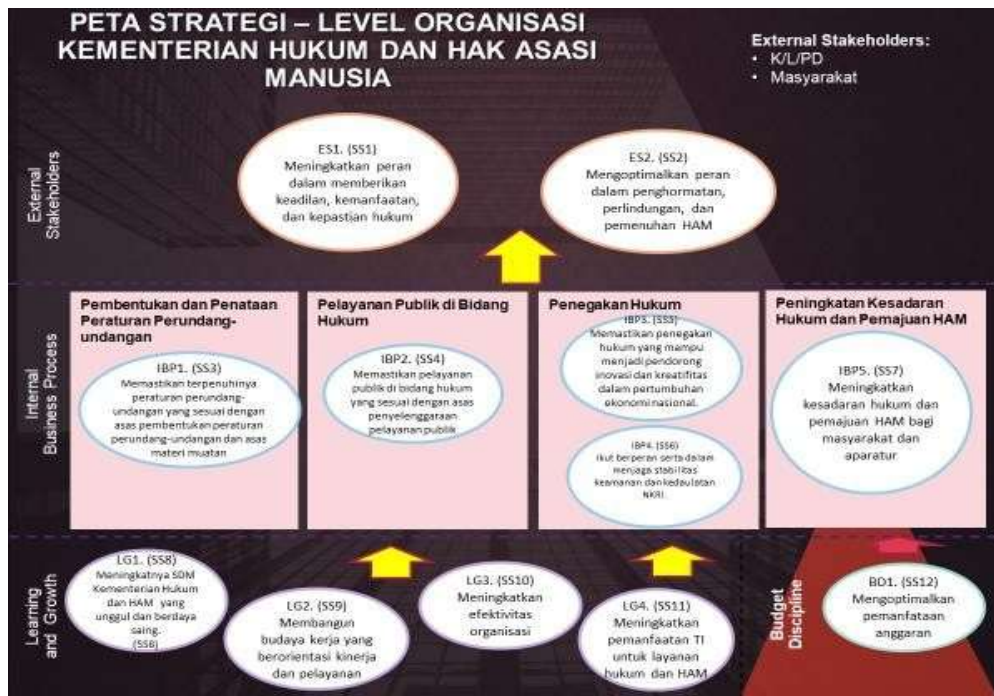 PETA STRATEGI – LEVEL ORGANISASI
KEMENTERIAN HUKUM DAN HAK ASASI
MANUSIA
External Stakeholders:
• K/L/PD
• Masyarakat
External
Stakeholders
ES1. (SS1)
Meningkatkan peran
dalam memberikan
keadilan, kemanfaatan,
dan kepastian hukum
ES2. (SS2)
Mengoptimalkan peran
dalam penghormatan,
perlindungan, dan
pemenuhan HAM
Internal
Business Process
Pembentukan dan Penataan
Peraturan Perundang-
undangan
IBP1. (SS3)
Memastikan terpenuhinya
peraturan perundang-
undangan yang sesuai dengan
asas pembentukan peraturan
perundang-undangan dan asas
materi muatan
Pelayanan Publik di Bidang
Hukum
IBP2. (SS4)
Memastikan pelayanan
publik di bidang hukum
yang sesuai dengan asas
penyelenggaraan
pelayanan publik
Penegakan Hukum
IBP3. (SS5)
Memastikan penegakan
hukum yang mampu
menjadi pendorong
inovasi dan kreatifitas
dalam pertumbuhan
ekonomi nasional.
IBP4. (SS6)
Ikut berperan serta dalam
menjaga stabilitas
keamanan dan kedaulatan
NKRI.
Peningkatan Kesadaran
Hukum dan Pemajuan HAM
IBP5. (SS7)
Meningkatkan
kesadaran hukum dan
pemajuan HAM bagi
masyarakat dan
aparatur
Learning
and Growth
LG1. (SS8)
Meningkatnya SDM
Kementerian Hukum
dan HAM yang
unggul dan berdaya
saing.
(SS6)
LG2. (SS9)
Membangun
budaya kerja yang
berorientasi kinerja
dan pelayanan
LG3. (SS10)
Meningkatkan
efektivitas
organisasi
LG4. (SS11)
Meningkatkan
pemanfaatan TI
untuk layanan
hukum dan HAM
Budget
Discipline
BD1. (SS12)
Mengoptimalkan
pemanfataan
anggaran